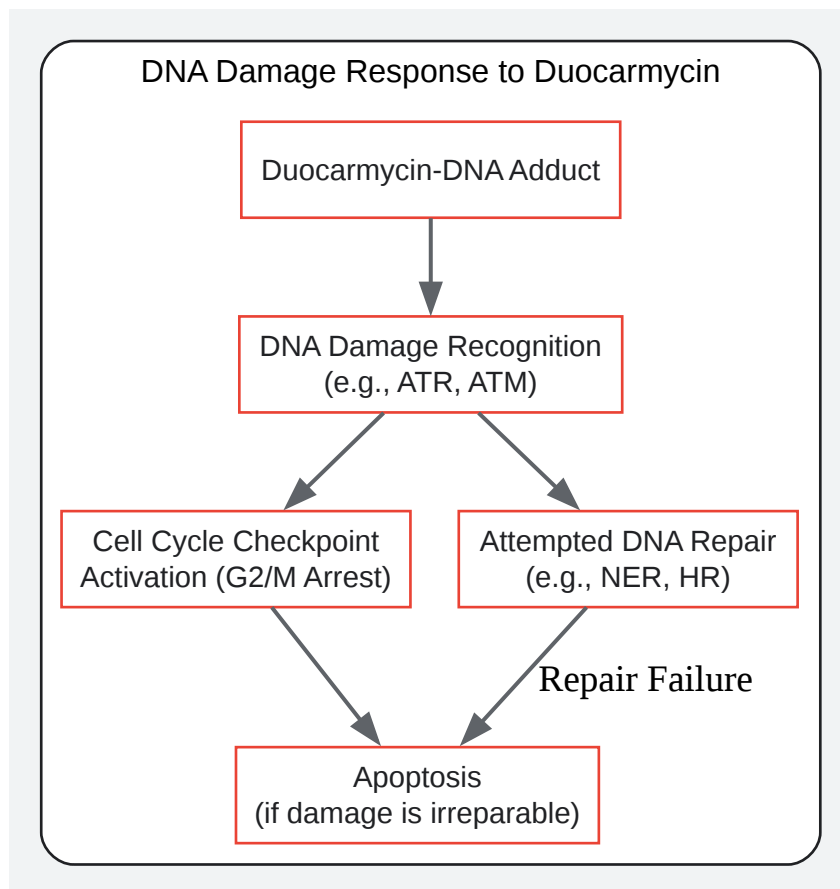 DNA Damage Response to Duocarmycin
Duocarmycin-DNA Adduct
DNA Damage Recognition
(e.g., ATR, ATM)
Cell Cycle Checkpoint
Activation (G2/M Arrest)
Attempted DNA Repair
(e.g., NER, HR)
Repair Failure
Apoptosis
(if damage is irreparable)